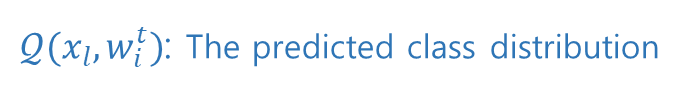 𝒬(x_l, w_i^t): The predicted class distribution